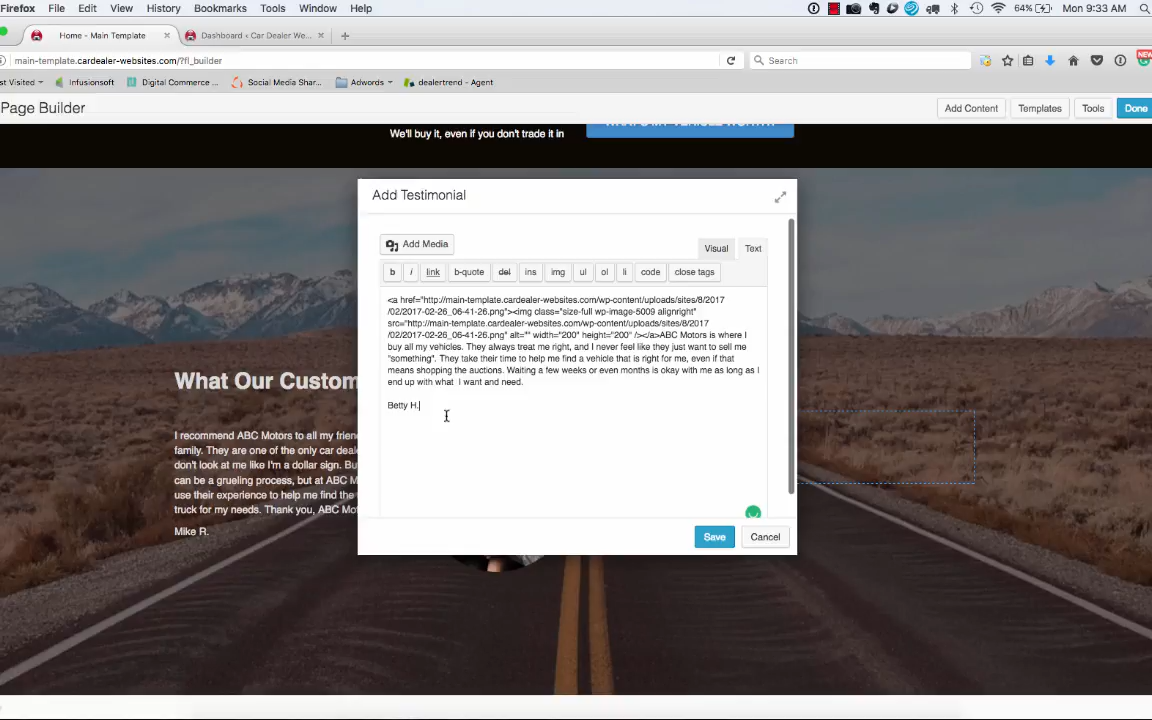 Firefox File Edit View History Bookmarks Tools Window Help 64% Mon 9:33 AM
Home - Main Template Dashboard ‹ Car Dealer We...
main-template.cardealer-websites.com/?fl_builder Search
st Visited Infusionsoft Digital Commerce ... Social Media Shar... Adwords dealertrend - Agent NEW
Page Builder Add Content Templates Tools Done
We'll buy it, even if you don't trade it in
Add Testimonial
Add Media Visual Text
b i link b-quote del ins img ul ol li code close tags
<a href="http://main-template.cardealer-websites.com/wp-content/uploads/sites/8/2017
/02/2017-02-26_06-41-26.png"><img class="size-full wp-image-5009 alignright"
src="http://main-template.cardealer-websites.com/wp-content/uploads/sites/8/2017
/02/2017-02-26_06-41-26.png" alt="" width="200" height="200" /></a>ABC Motors is where I
buy all my vehicles. They always treat me right, and I never feel like they just want to sell me
"something". They take their time to help me find a vehicle that is right for me, even if that
means shopping the auctions. Waiting a few weeks or even months is okay with me as long as I
end up with what I want and need.
Betty H.
Save Cancel
What Our Custom
I recommend ABC Motors to all my frien
family. They are one of the only car deal
don't look at me like I'm a dollar sign. Bu
can be a grueling process, but at ABC M
use their experience to help me find the
truck for my needs. Thank you, ABC Mot
Mike R.